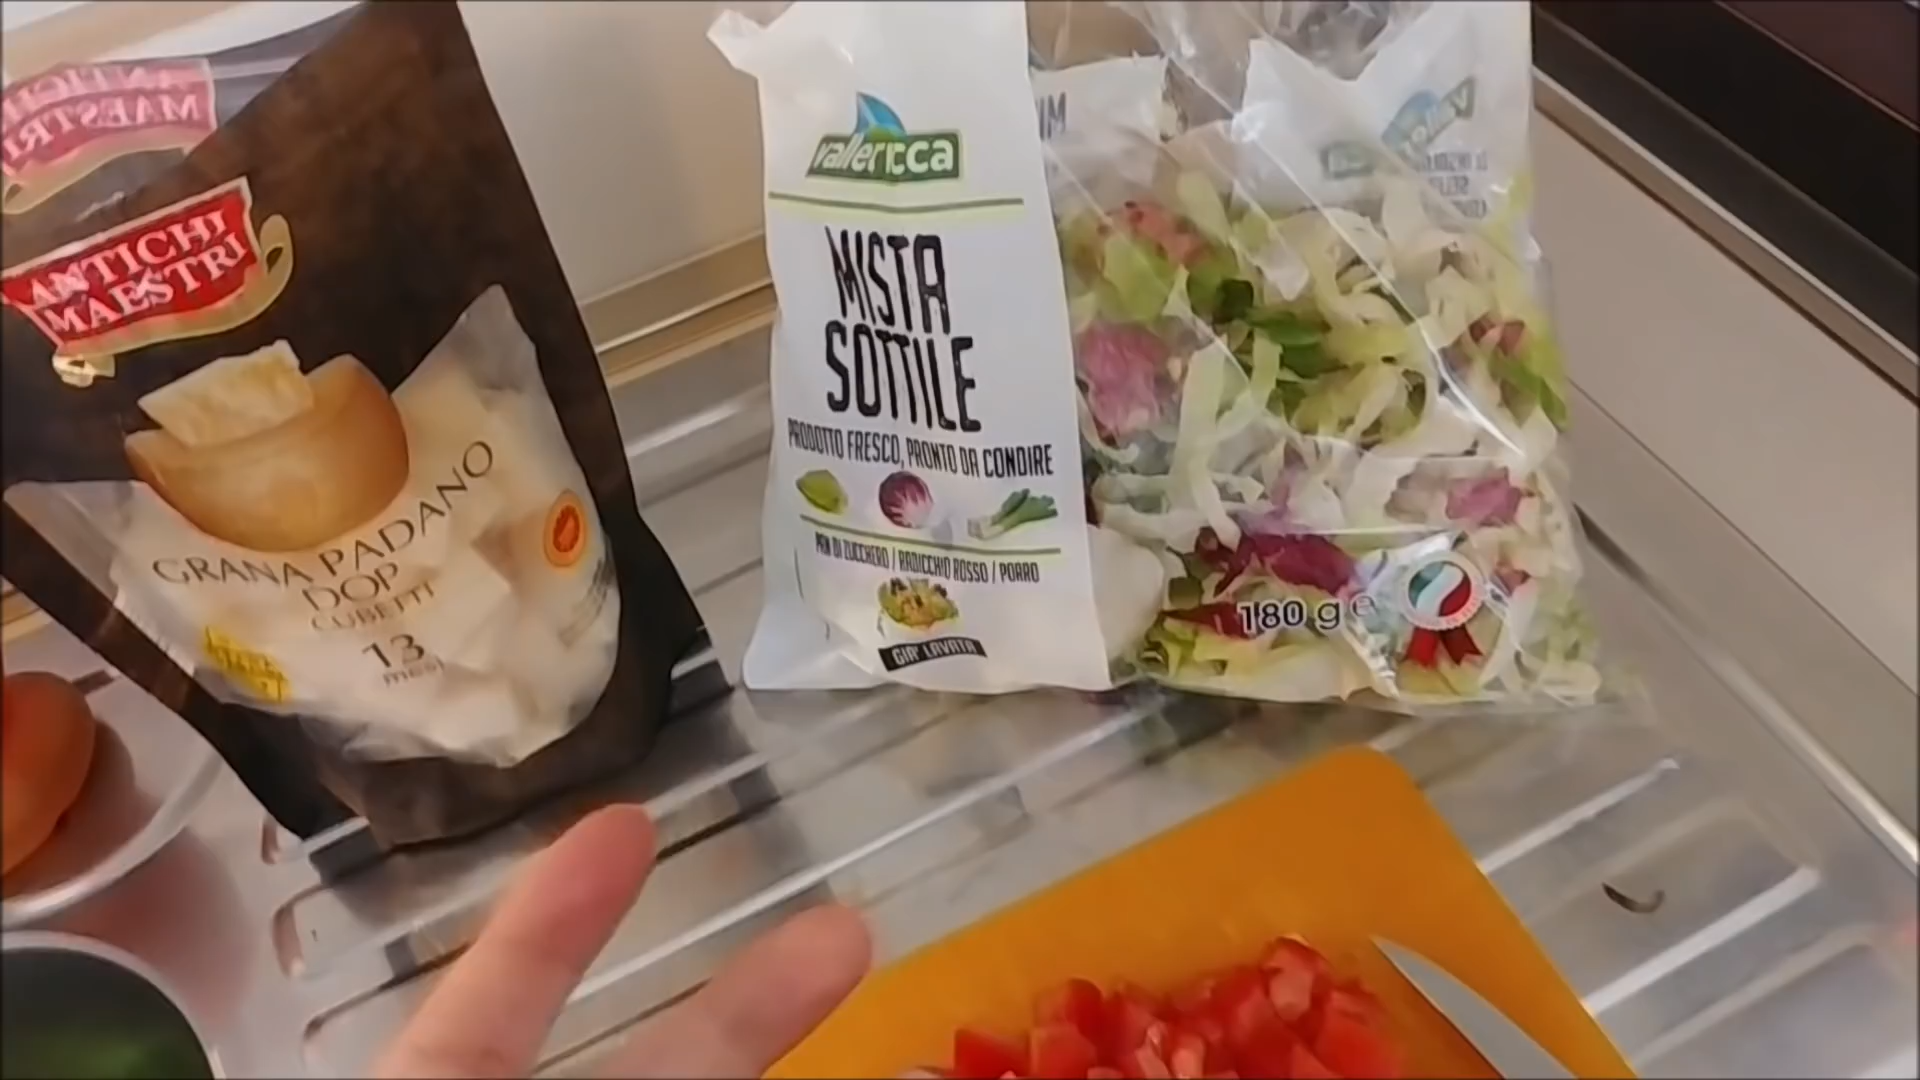 ANTICHI
MAESTRI
ANTICHI
MAESTRI
GRANA PADANO
DOP
CUBETTI
13
mesi
vallericca
MISTA
SOTTILE
PRODOTTO FRESCO, PRONTO DA CONDIRE
PAN DI ZUCCHERO / RADICCHIO ROSSO / PORRO
GIA' LAVATA
180 g e